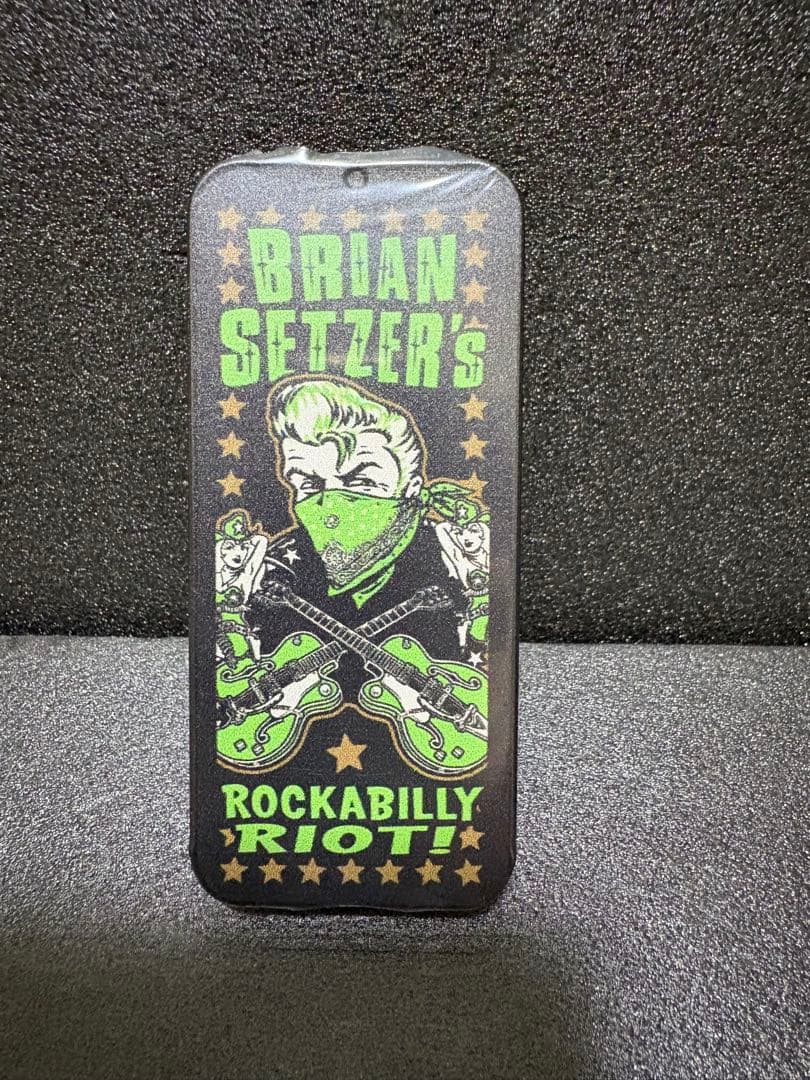 BRIAN
SETZER's
ROCKABILLY
RIOT!